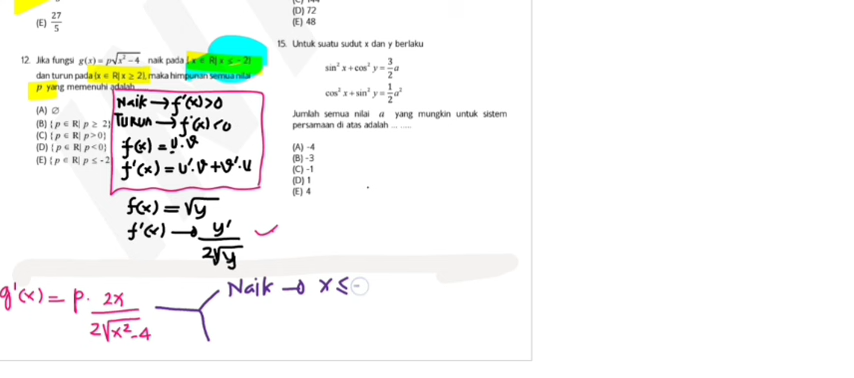 (E) 27/5
12. Jika fungsi g(x) = p√x² – 4 naik pada {x ∈ R| x ≤ -2}
dan turun pada {x ∈ R| x ≥ 2}, maka himpunan semua nilai
p yang memenuhi adalah
(A) ∅
(B) { p ∈ R| p ≥ 2}
(C) { p ∈ R| p > 0}
(D) { p ∈ R| p < 0}
(E) { p ∈ R| p ≤ -2
Naik → f'(x) > 0
TURUN → f'(x) < 0
f(x) = U.V
f'(x) = U'.V + V'.U
f(x) = √y
f'(x) → y'/2√y
g'(x) = p. 2x/2√x²-4
Naik → x ≤ -
(D) 72
(E) 48
15. Untuk suatu sudut x dan y berlaku
sin² x + cos² y = 3/2 a
cos² x + sin² y = 1/2 a²
Jumlah semua nilai a yang mungkin untuk sistem
persamaan di atas adalah ... ......
(A) -4
(B) -3
(C) -1
(D) 1
(E) 4